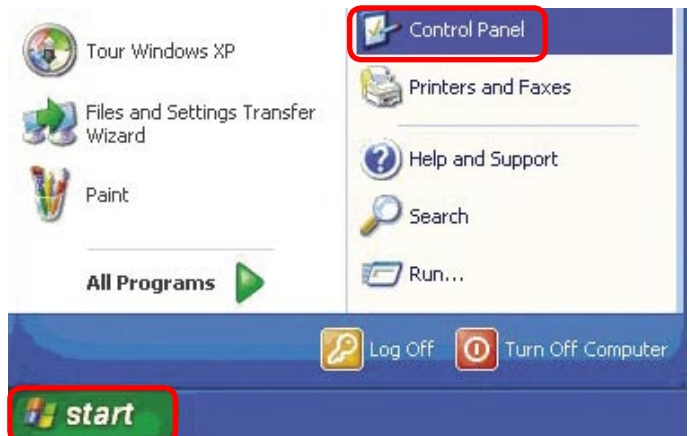 Tour Windows XP
Files and Settings Transfer
Wizard
Paint
All Programs
Control Panel
Printers and Faxes
Help and Support
Search
Run...
Log Off
Turn Off Computer
start